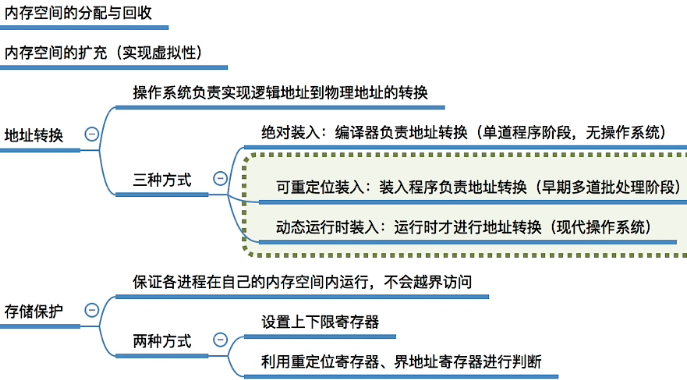 内存空间的分配与回收
内存空间的扩充（实现虚拟性）
操作系统负责实现逻辑地址到物理地址的转换
地址转换
绝对装入：编译器负责地址转换（单道程序阶段，无操作系统）
三种方式
可重定位装入：装入程序负责地址转换（早期多道批处理阶段）
动态运行时装入：运行时才进行地址转换（现代操作系统）
保证各进程在自己的内存空间内运行，不会越界访问
存储保护
设置上下限寄存器
两种方式
利用重定位寄存器、界地址寄存器进行判断